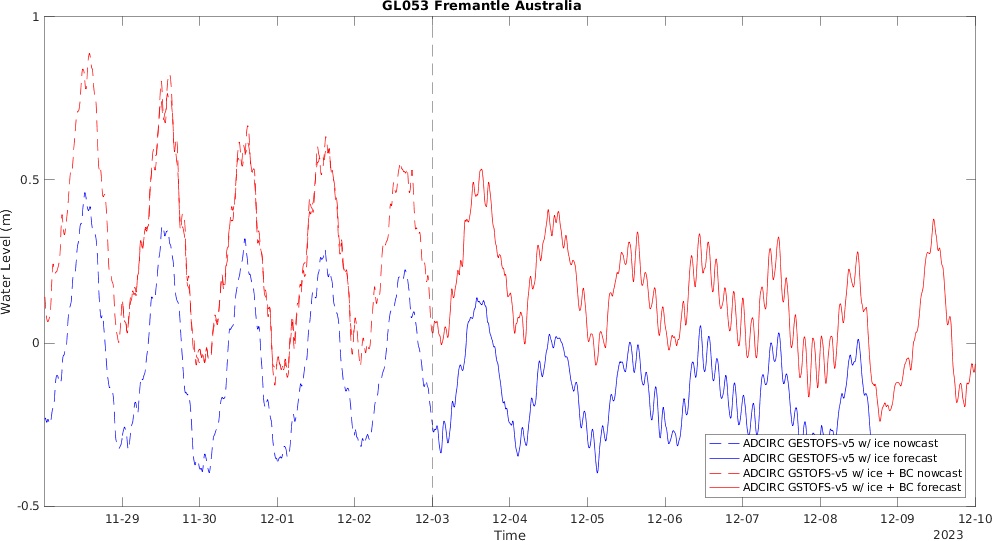 GL053 Fremantle Australia
1
0.5
0
-0.5
Water Level (m)
11-29 11-30 12-01 12-02 12-03 12-04 12-05 12-06 12-07 12-08 12-09 12-10
Time
2023
ADCIRC GESTOFS-v5 w/ ice nowcast
ADCIRC GESTOFS-v5 w/ ice forecast
ADCIRC GSTOFS-v5 w/ ice + BC nowcast
ADCIRC GSTOFS-v5 w/ ice + BC forecast